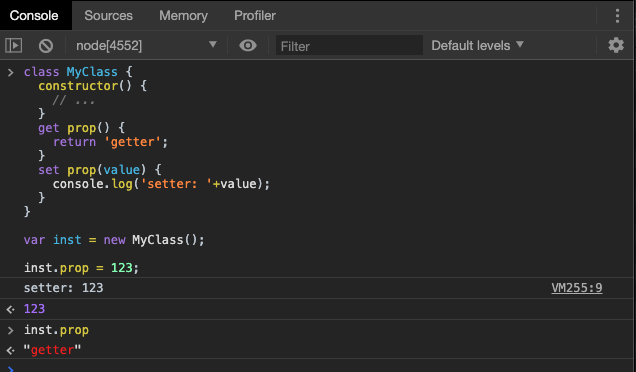 Console Sources Memory Profiler
node[4552] Filter Default levels
class MyClass {
constructor() {
// ...
}
get prop() {
return 'getter';
}
set prop(value) {
console.log('setter: '+value);
}
}
var inst = new MyClass();
inst.prop = 123;
setter: 123 VM255:9
123
inst.prop
"getter"